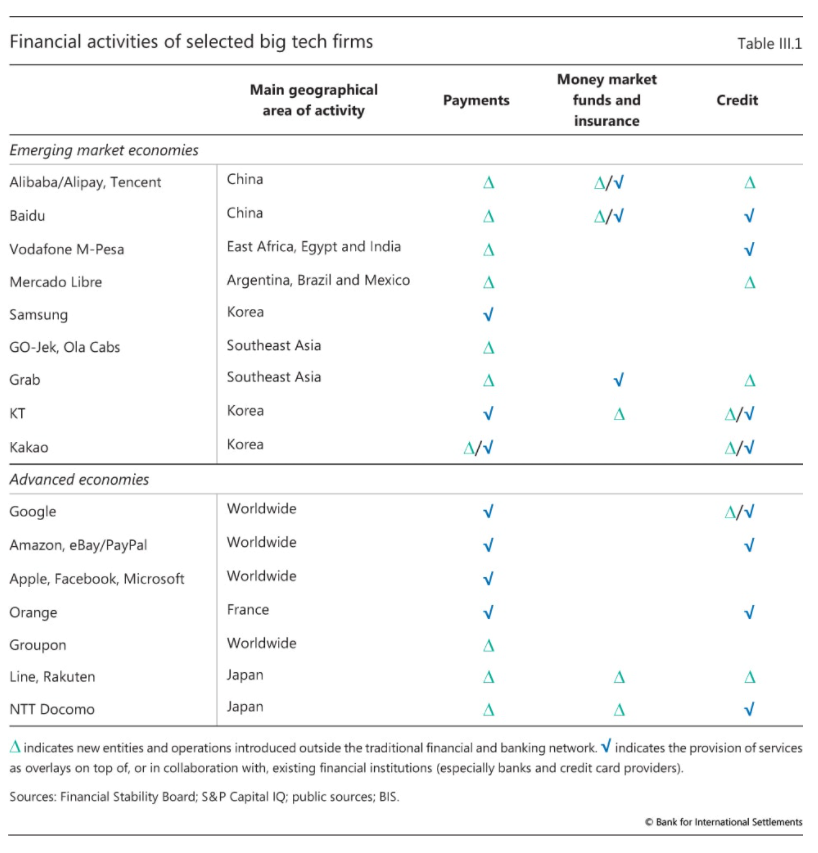 Financial activities of selected big tech firms Table III.1
Main geographical area of activity Payments Money market funds and insurance Credit
Emerging market economies
Alibaba/Alipay, Tencent China Δ Δ/√ Δ
Baidu China Δ Δ/√ √
Vodafone M-Pesa East Africa, Egypt and India Δ √
Mercado Libre Argentina, Brazil and Mexico Δ Δ
Samsung Korea √
GO-Jek, Ola Cabs Southeast Asia Δ
Grab Southeast Asia Δ √ Δ
KT Korea √ Δ Δ/√
Kakao Korea Δ/√ Δ/√
Advanced economies
Google Worldwide √ Δ/√
Amazon, eBay/PayPal Worldwide √ √
Apple, Facebook, Microsoft Worldwide √
Orange France √ √
Groupon Worldwide Δ
Line, Rakuten Japan Δ Δ Δ
NTT Docomo Japan Δ Δ √
Δ indicates new entities and operations introduced outside the traditional financial and banking network. √ indicates the provision of services
as overlays on top of, or in collaboration with, existing financial institutions (especially banks and credit card providers).
Sources: Financial Stability Board; S&P Capital IQ; public sources; BIS.
© Bank for International Settlements